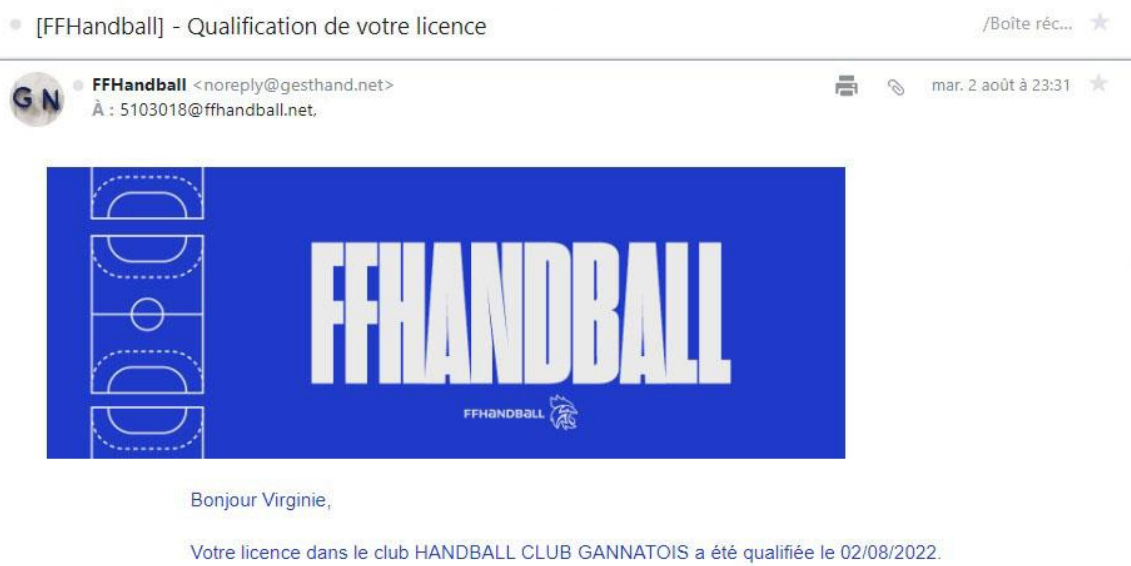 [FFHandball] - Qualification de votre licence
/Boîte réc...
GN
FFHandball <noreply@gesthand.net>
mar. 2 août à 23:31
À : 5103018@ffhandball.net,
FFHANDBALL
FFHANDBALL
Bonjour Virginie,
Votre licence dans le club HANDBALL CLUB GANNATOIS a été qualifiée le 02/08/2022.